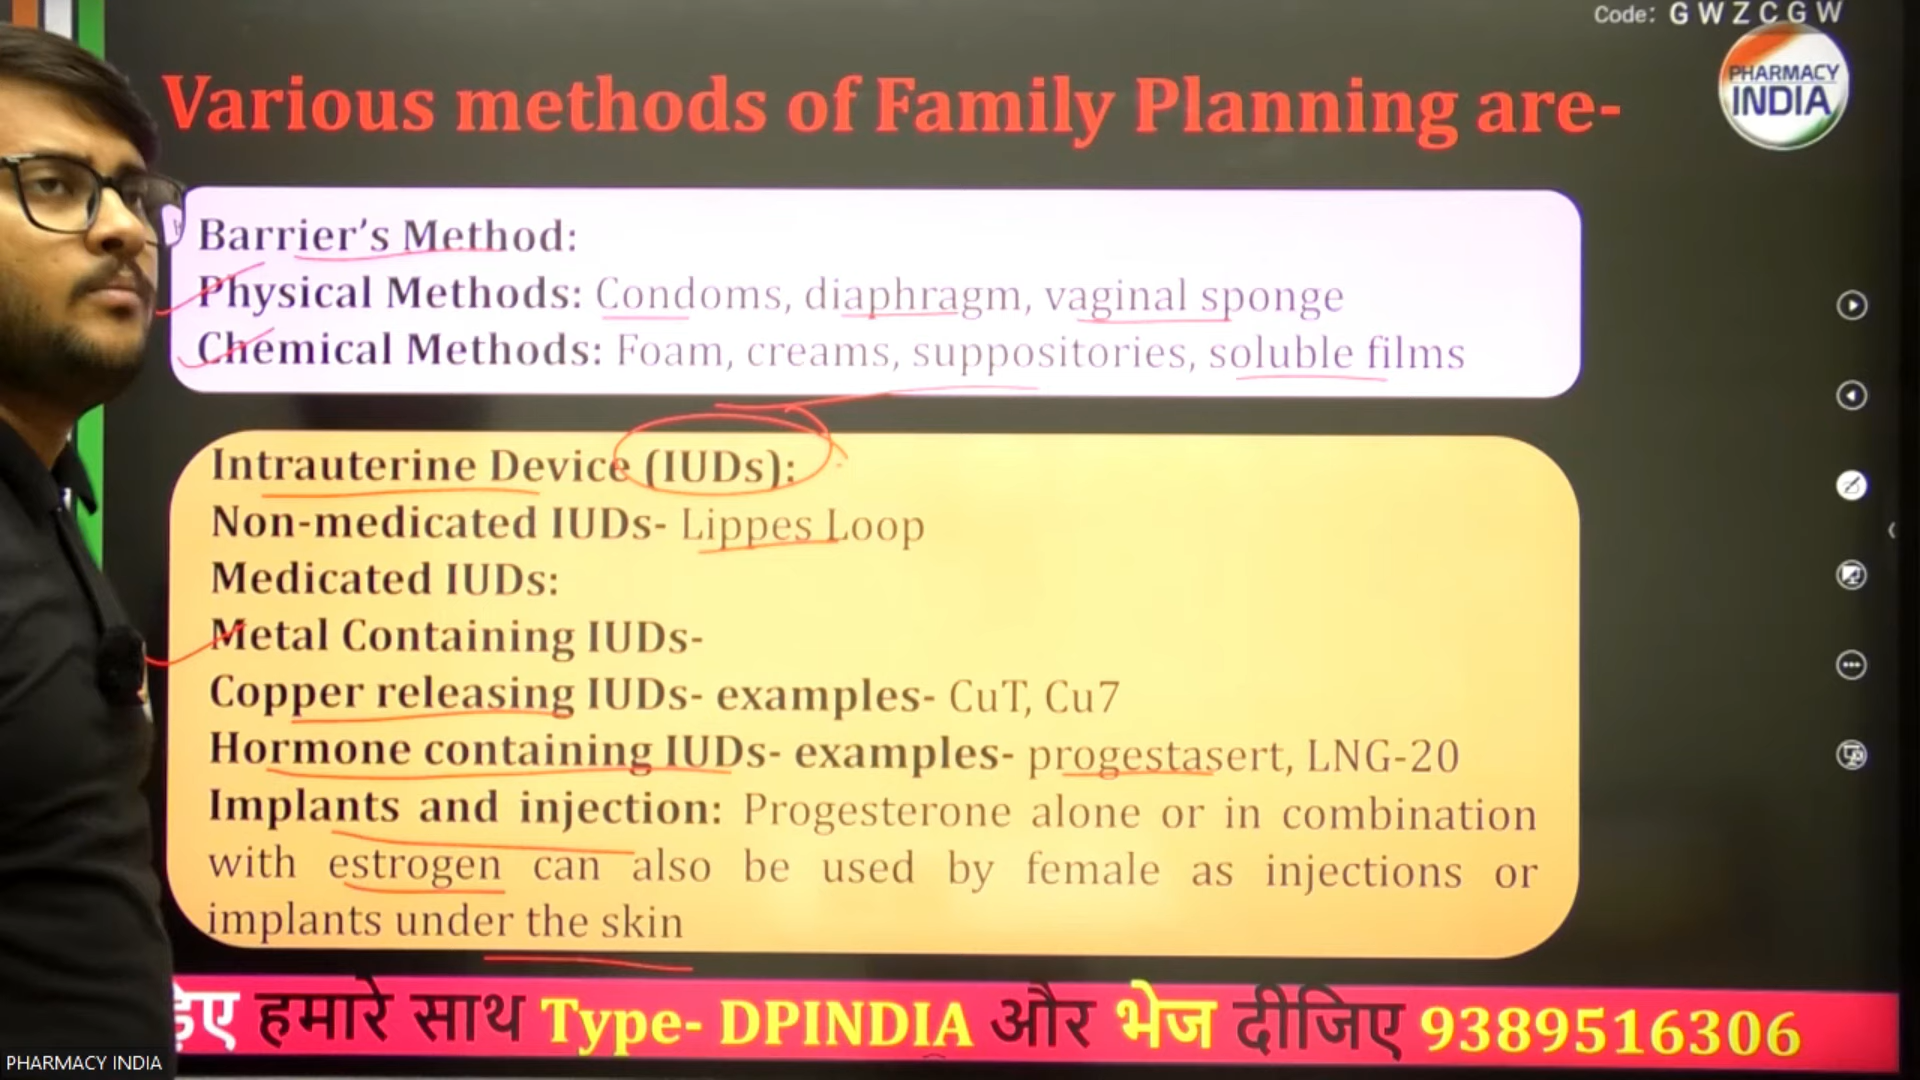 Code: G W Z C G W
PHARMACY
INDIA
Various methods of Family Planning are-
Barrier’s Method:
Physical Methods: Condoms, diaphragm, vaginal sponge
Chemical Methods: Foam, creams, suppositories, soluble films
Intrauterine Device (IUDs):
Non-medicated IUDs- Lippes Loop
Medicated IUDs:
Metal Containing IUDs-
Copper releasing IUDs- examples- CuT, Cu7
Hormone containing IUDs- examples- progestasert, LNG-20
Implants and injection: Progesterone alone or in combination
with estrogen can also be used by female as injections or
implants under the skin
हमारे साथ Type- DPINDIA और भेज दीजिए 9389516306
PHARMACY INDIA